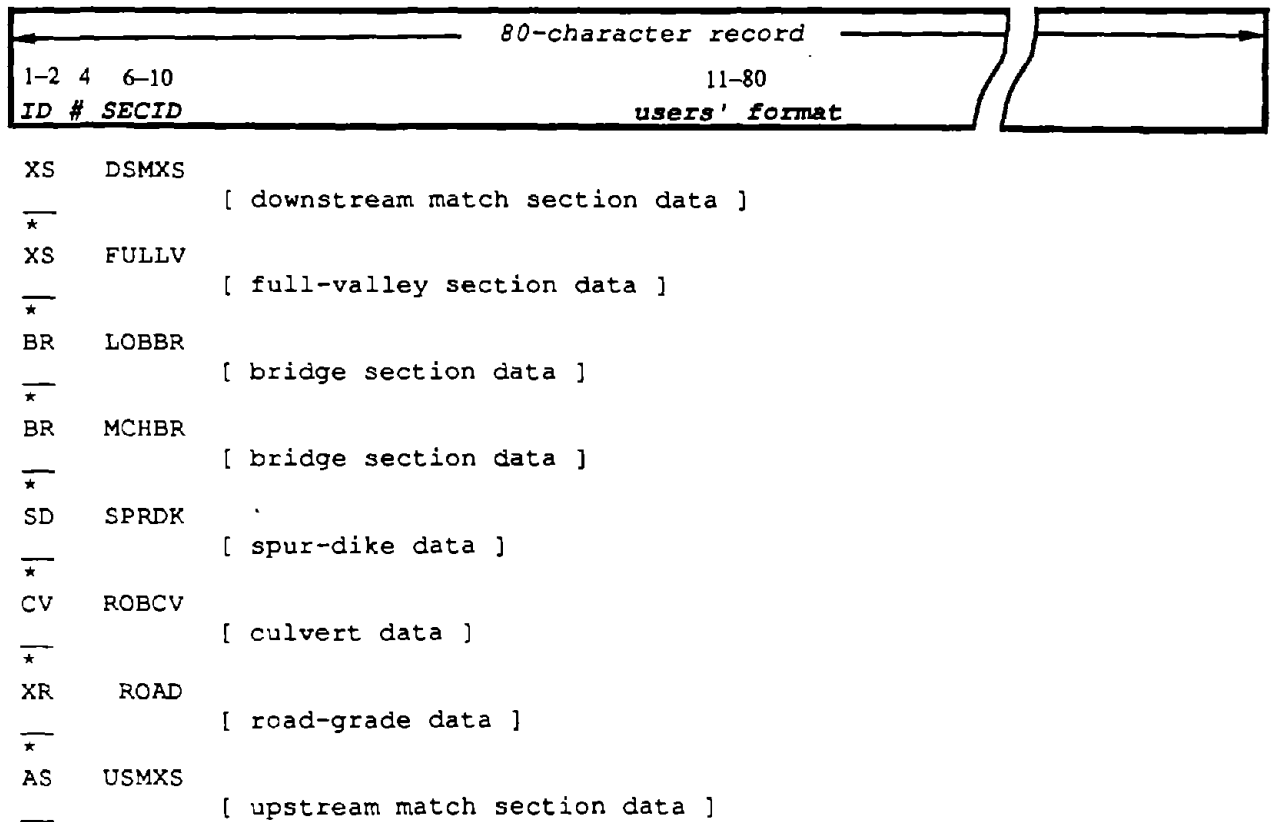 80-character record
1-2 4 6-10 11-80
ID # SECID users' format
XS DSMXS
[ downstream match section data ]
*
XS FULLV
[ full-valley section data ]
*
BR LOBBR
[ bridge section data ]
*
BR MCHBR
[ bridge section data ]
*
SD SPRDK
[ spur-dike data ]
*
CV ROBCV
[ culvert data ]
*
XR ROAD
[ road-grade data ]
*
AS USMXS
[ upstream match section data ]